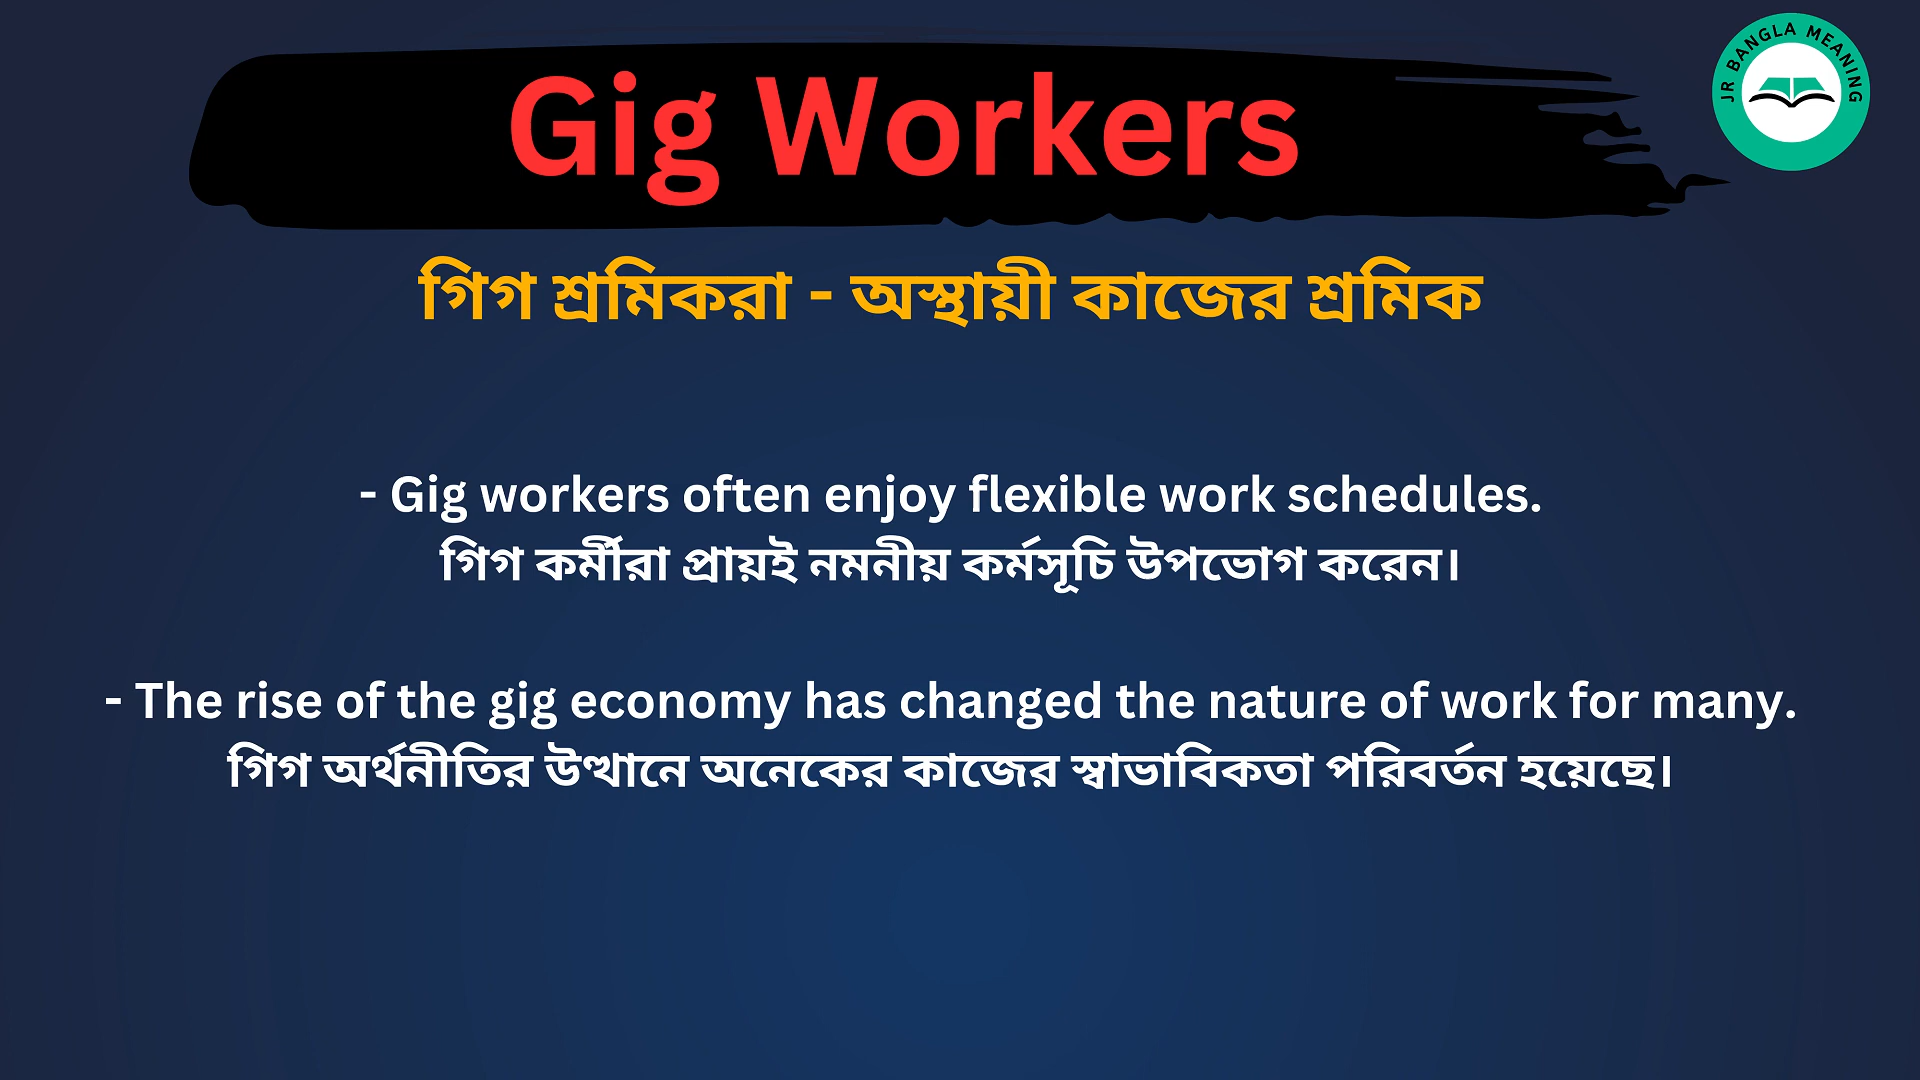 JR BANGLA MEANING
Gig Workers
গিগ শ্রমিকরা - অস্থায়ী কাজের শ্রমিক
- Gig workers often enjoy flexible work schedules.
গিগ কর্মীরা প্রায়ই নমনীয় কর্মসূচি উপভোগ করেন।
- The rise of the gig economy has changed the nature of work for many.
গিগ অর্থনীতির উত্থানে অনেকের কাজের স্বাভাবিকতা পরিবর্তন হয়েছে।